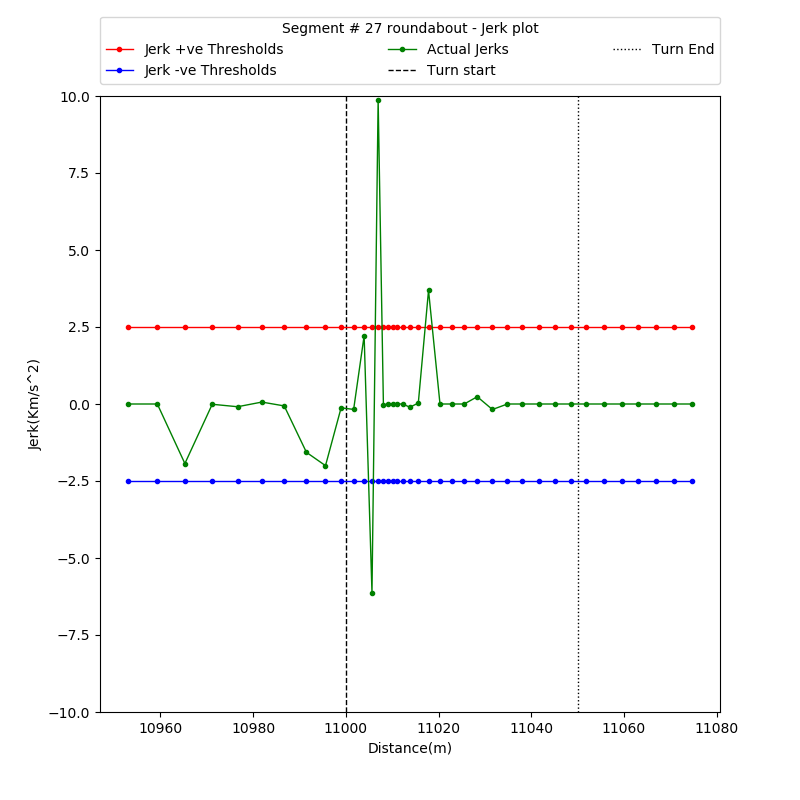 Segment # 27 roundabout - Jerk plot
Jerk +ve Thresholds
Jerk -ve Thresholds
Actual Jerks
Turn start
Turn End
10.0
7.5
5.0
2.5
0.0
−2.5
−5.0
−7.5
−10.0
Jerk(Km/s^2)
10960 10980 11000 11020 11040 11060 11080
Distance(m)